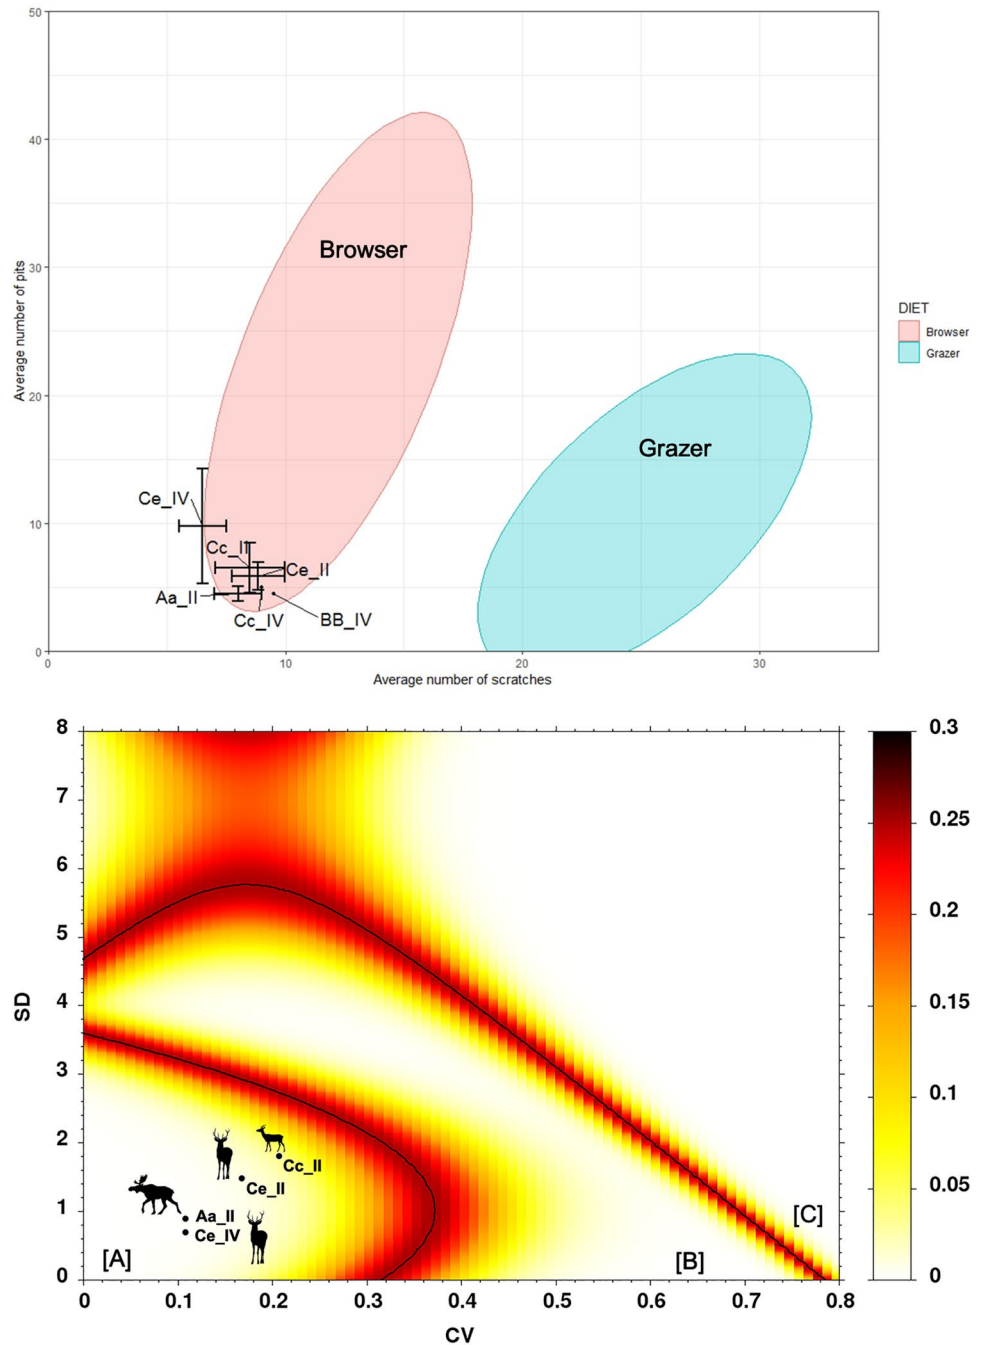 50
40
30
20
10
0
Average number of pits
Browser
Grazer
Ce_IV
Cc_II
Ce_II
Aa_II
Cc_IV
BB_IV
0 10 20 30
Average number of scratches
DIET
Browser
Grazer
8
7
6
5
4
3
2
1
0
SD
Cc_II
Ce_II
Aa_II
Ce_IV
[A]
[B]
[C]
0 0.1 0.2 0.3 0.4 0.5 0.6 0.7 0.8
CV
0.3
0.25
0.2
0.15
0.1
0.05
0